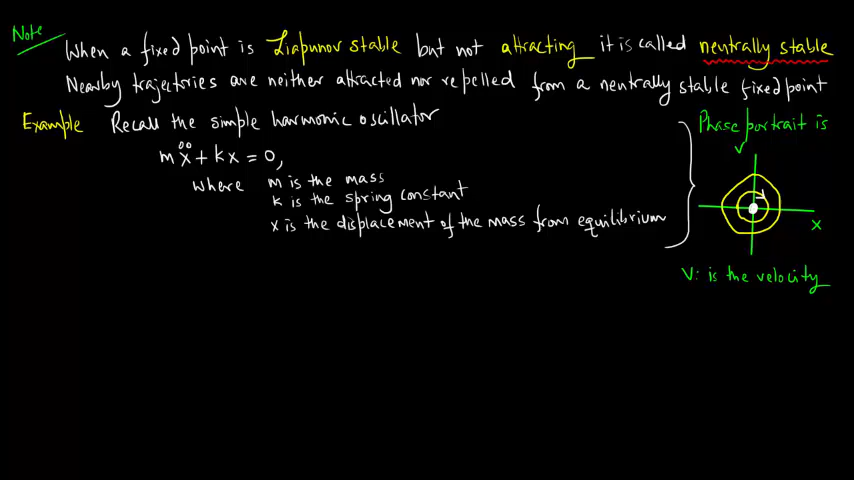 Note
When a fixed point is Liapunov stable but not attracting it is called neutrally stable
Nearby trajectories are neither attracted nor repelled from a neutrally stable fixed point
Example Recall the simple harmonic oscillator
mẍ + kx = 0,
where m is the mass
k is the spring constant
x is the displacement of the mass from equilibrium
Phase portrait is
v
x
V: is the velocity